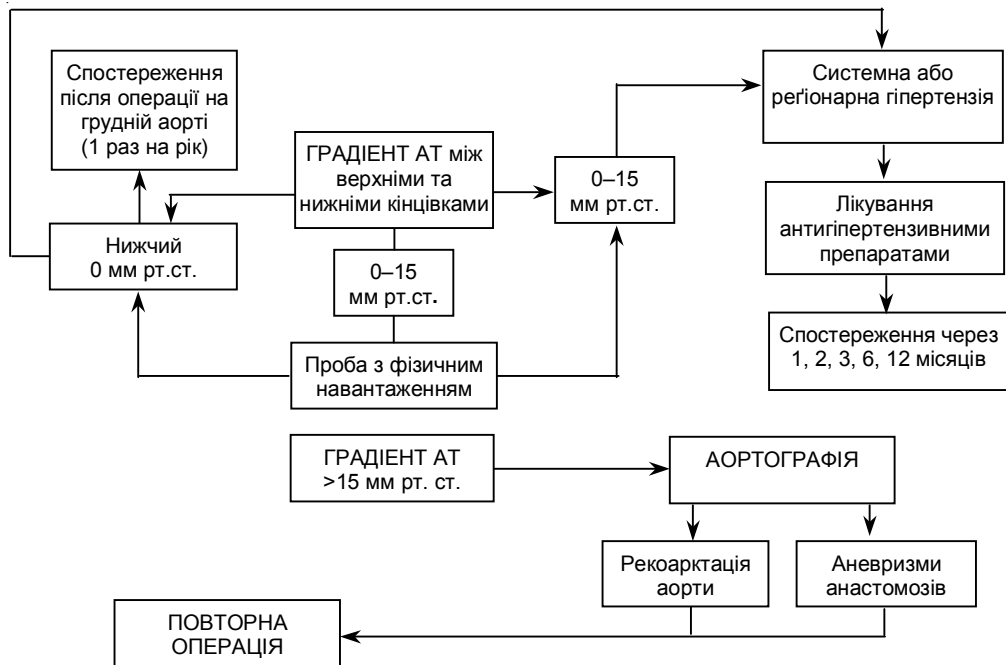 Спостереження
після операції на
грудній аорті
(1 раз на рік)
Системна або
реґіонарна гіпертензія
ГРАДІЄНТ АТ між
верхніми та
нижніми кінцівками
0–15
мм рт.ст.
Нижчий
0 мм рт.ст.
Лікування
антигіпертензивними
препаратами
0–15
мм рт.ст.
Проба з фізичним
навантаженням
Спостереження через
1, 2, 3, 6, 12 місяців
ГРАДІЄНТ АТ
>15 мм рт. ст.
АОРТОГРАФІЯ
Рекоарктація
аорти
Аневризми
анастомозів
ПОВТОРНА
ОПЕРАЦІЯ